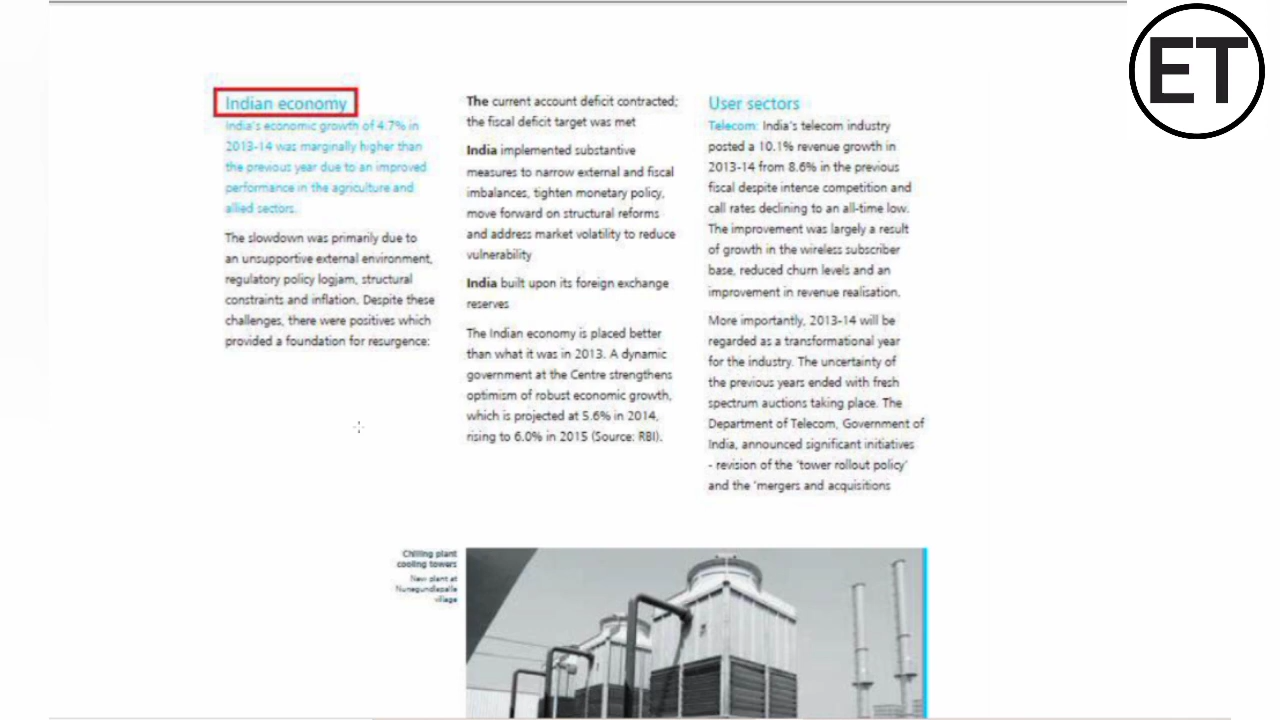 ET
Indian economy
India's economic growth of 4.7% in
2013-14 was marginally higher than
the previous year due to an improved
performance in the agriculture and
allied sectors.
The slowdown was primarily due to
an unsupportive external environment,
regulatory policy logjam, structural
constraints and inflation. Despite these
challenges, there were positives which
provided a foundation for resurgence:
The current account deficit contracted;
the fiscal deficit target was met
India implemented substantive
measures to narrow external and fiscal
imbalances, tighten monetary policy,
move forward on structural reforms
and address market volatility to reduce
vulnerability
India built upon its foreign exchange
reserves
The Indian economy is placed better
than what it was in 2013. A dynamic
government at the Centre strengthens
optimism of robust economic growth,
which is projected at 5.6% in 2014,
rising to 6.0% in 2015 (Source: RBI).
User sectors
Telecom: India's telecom industry
posted a 10.1% revenue growth in
2013-14 from 8.6% in the previous
fiscal despite intense competition and
call rates declining to an all-time low.
The improvement was largely a result
of growth in the wireless subscriber
base, reduced churn levels and an
improvement in revenue realisation.
More importantly, 2013-14 will be
regarded as a transformational year
for the industry. The uncertainty of
the previous years ended with fresh
spectrum auctions taking place. The
Department of Telecom, Government of
India, announced significant initiatives
- revision of the 'tower rollout policy'
and the 'mergers and acquisitions
Chilling plant
cooling towers
New plant at
Nunegundlapalle
village